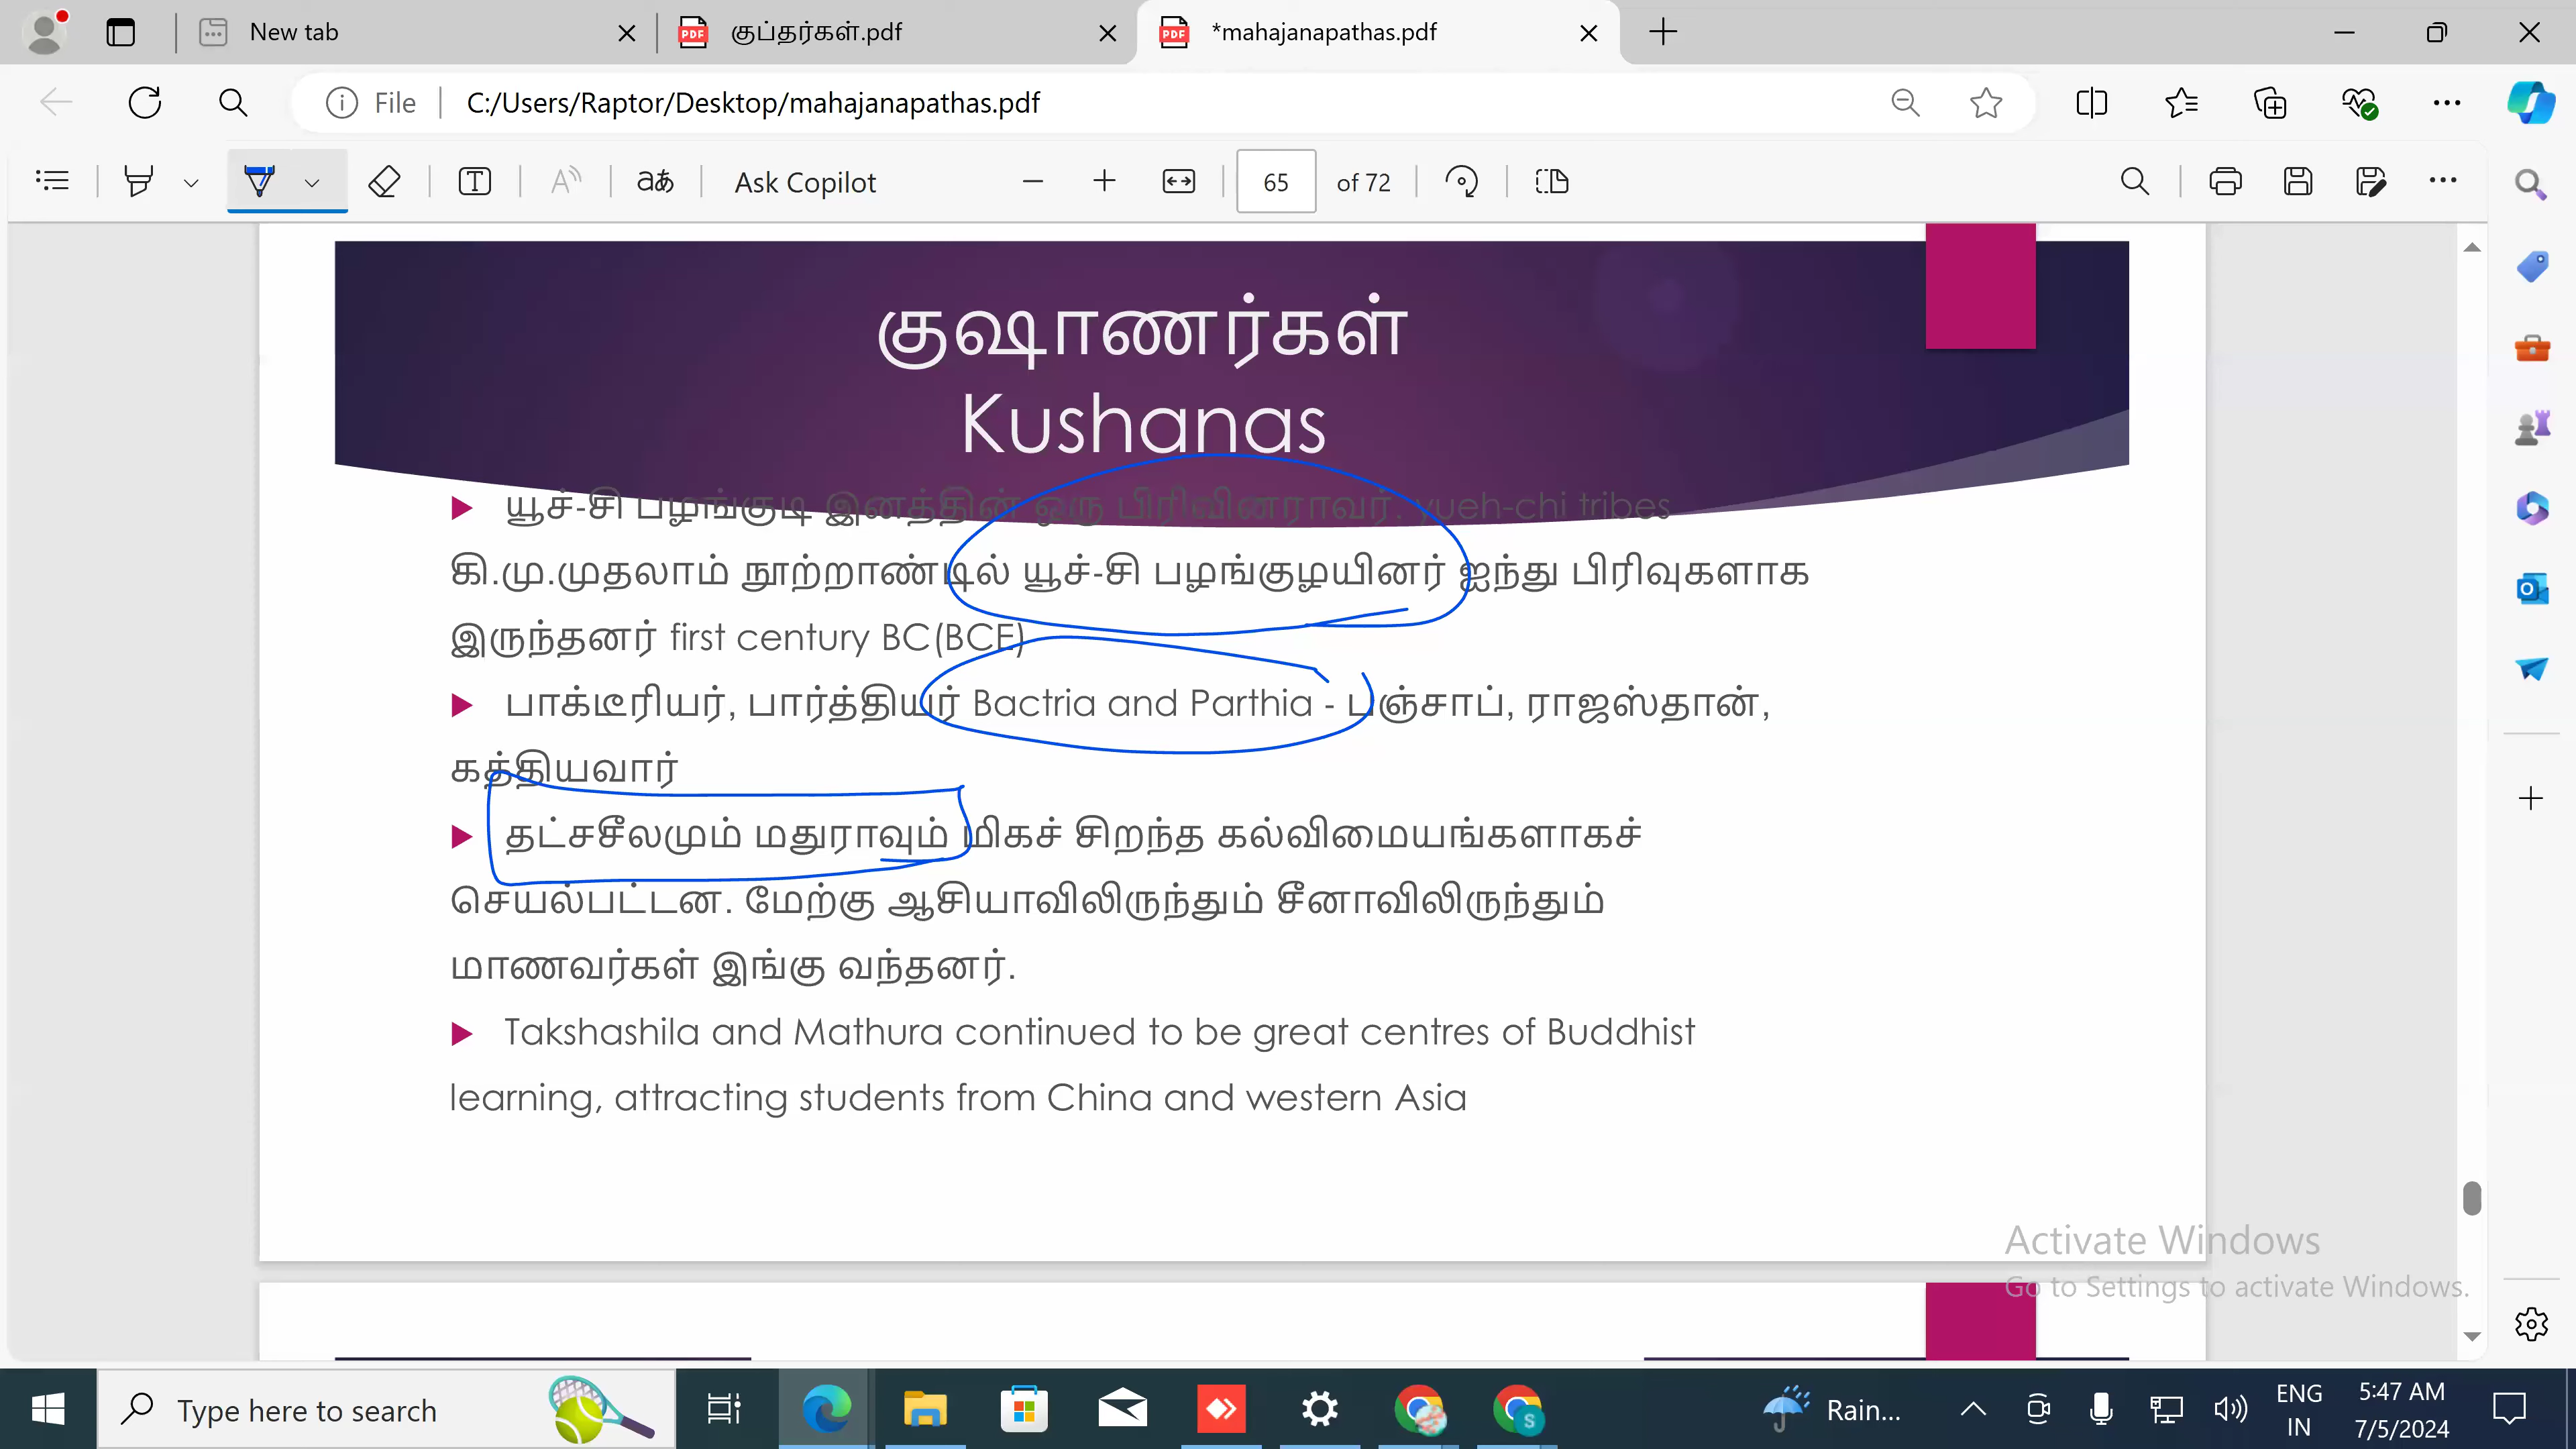 New tab
குப்தர்கள்.pdf
*mahajanapathas.pdf
File
C:/Users/Raptor/Desktop/mahajanapathas.pdf
Ask Copilot
65
of 72
குஷாணர்கள்
Kushanas
யூச்-சி பழங்குடி இனத்தின் ஒரு பிரிவினராவர். yueh-chi tribes
கி.மு.முதலாம் நூற்றாண்டில் யூச்-சி பழங்குழயினர் ஐந்து பிரிவுகளாக
இருந்தனர் first century BC(BCE)
பாக்டீரியர், பார்த்தியர் Bactria and Parthia - பஞ்சாப், ராஜஸ்தான்,
கத்தியவார்
தட்சசீலமும் மதுராவும் மிகச் சிறந்த கல்விமையங்களாகச்
செயல்பட்டன. மேற்கு ஆசியாவிலிருந்தும் சீனாவிலிருந்தும்
மாணவர்கள் இங்கு வந்தனர்.
Takshashila and Mathura continued to be great centres of Buddhist
learning, attracting students from China and western Asia
Activate Windows
Go to Settings to activate Windows.
Type here to search
Rain...
ENG
IN
5:47 AM
7/5/2024